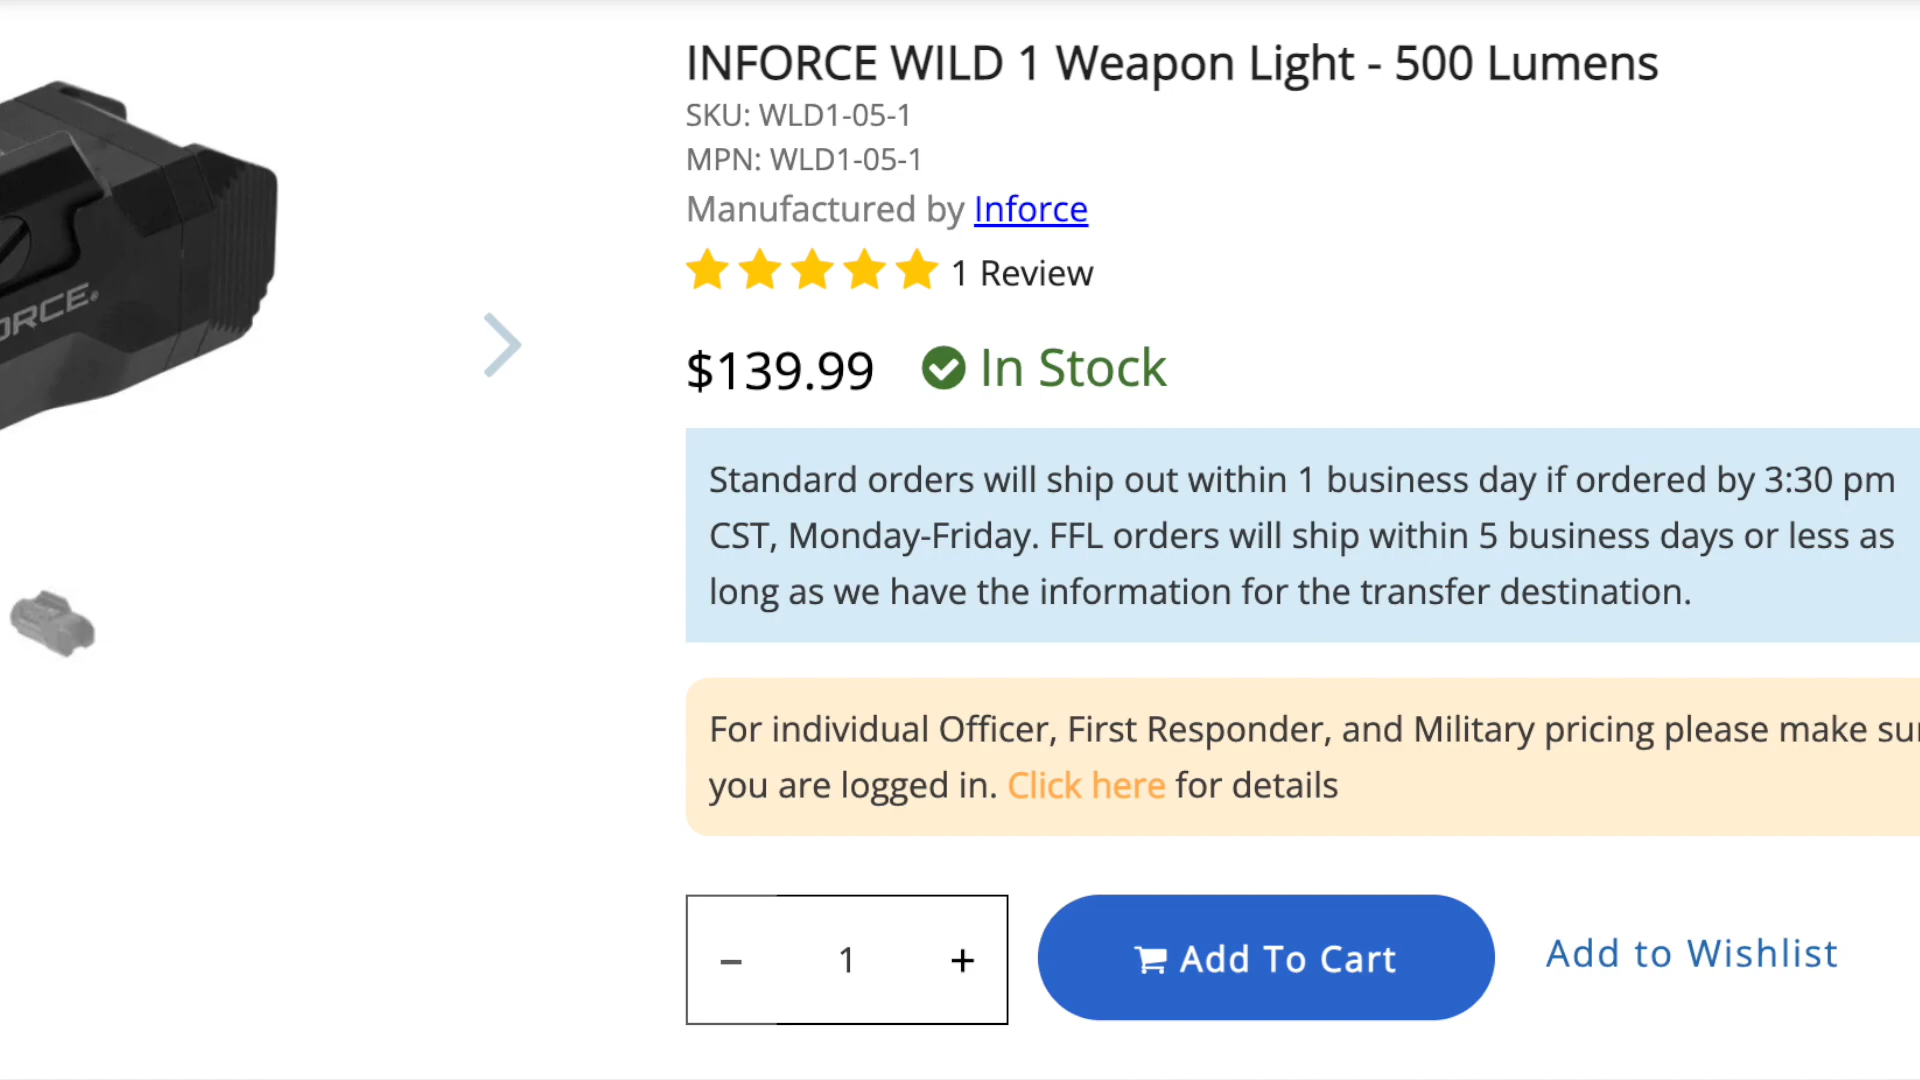 INFORCE WILD 1 Weapon Light - 500 Lumens
SKU: WLD1-05-1
MPN: WLD1-05-1
Manufactured by Inforce
1 Review
ORCE®
$139.99 In Stock
Standard orders will ship out within 1 business day if ordered by 3:30 pm
CST, Monday-Friday. FFL orders will ship within 5 business days or less as
long as we have the information for the transfer destination.
For individual Officer, First Responder, and Military pricing please make sur
you are logged in. Click here for details
− 1 + Add To Cart Add to Wishlist